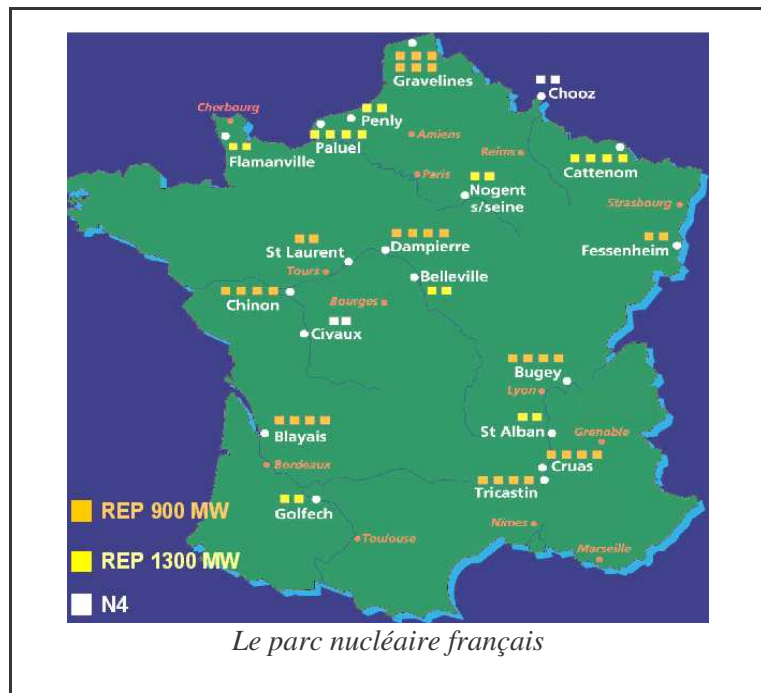 Gravelines
Chooz
Cherbourg
Penly
Paluel
Amiens
Flamanville
Reims
Cattenom
Paris
Nogent
s/seine
Strasbourg
St Laurent
Dampierre
Fessenheim
Tours
Belleville
Chinon
Bourges
Civaux
Bugey
Lyon
St Alban
Grenoble
Blayais
Cruas
Bordeaux
Tricastin
REP 900 MW
Golfech
Nîmes
Toulouse
REP 1300 MW
Marseille
N4
Le parc nucléaire français